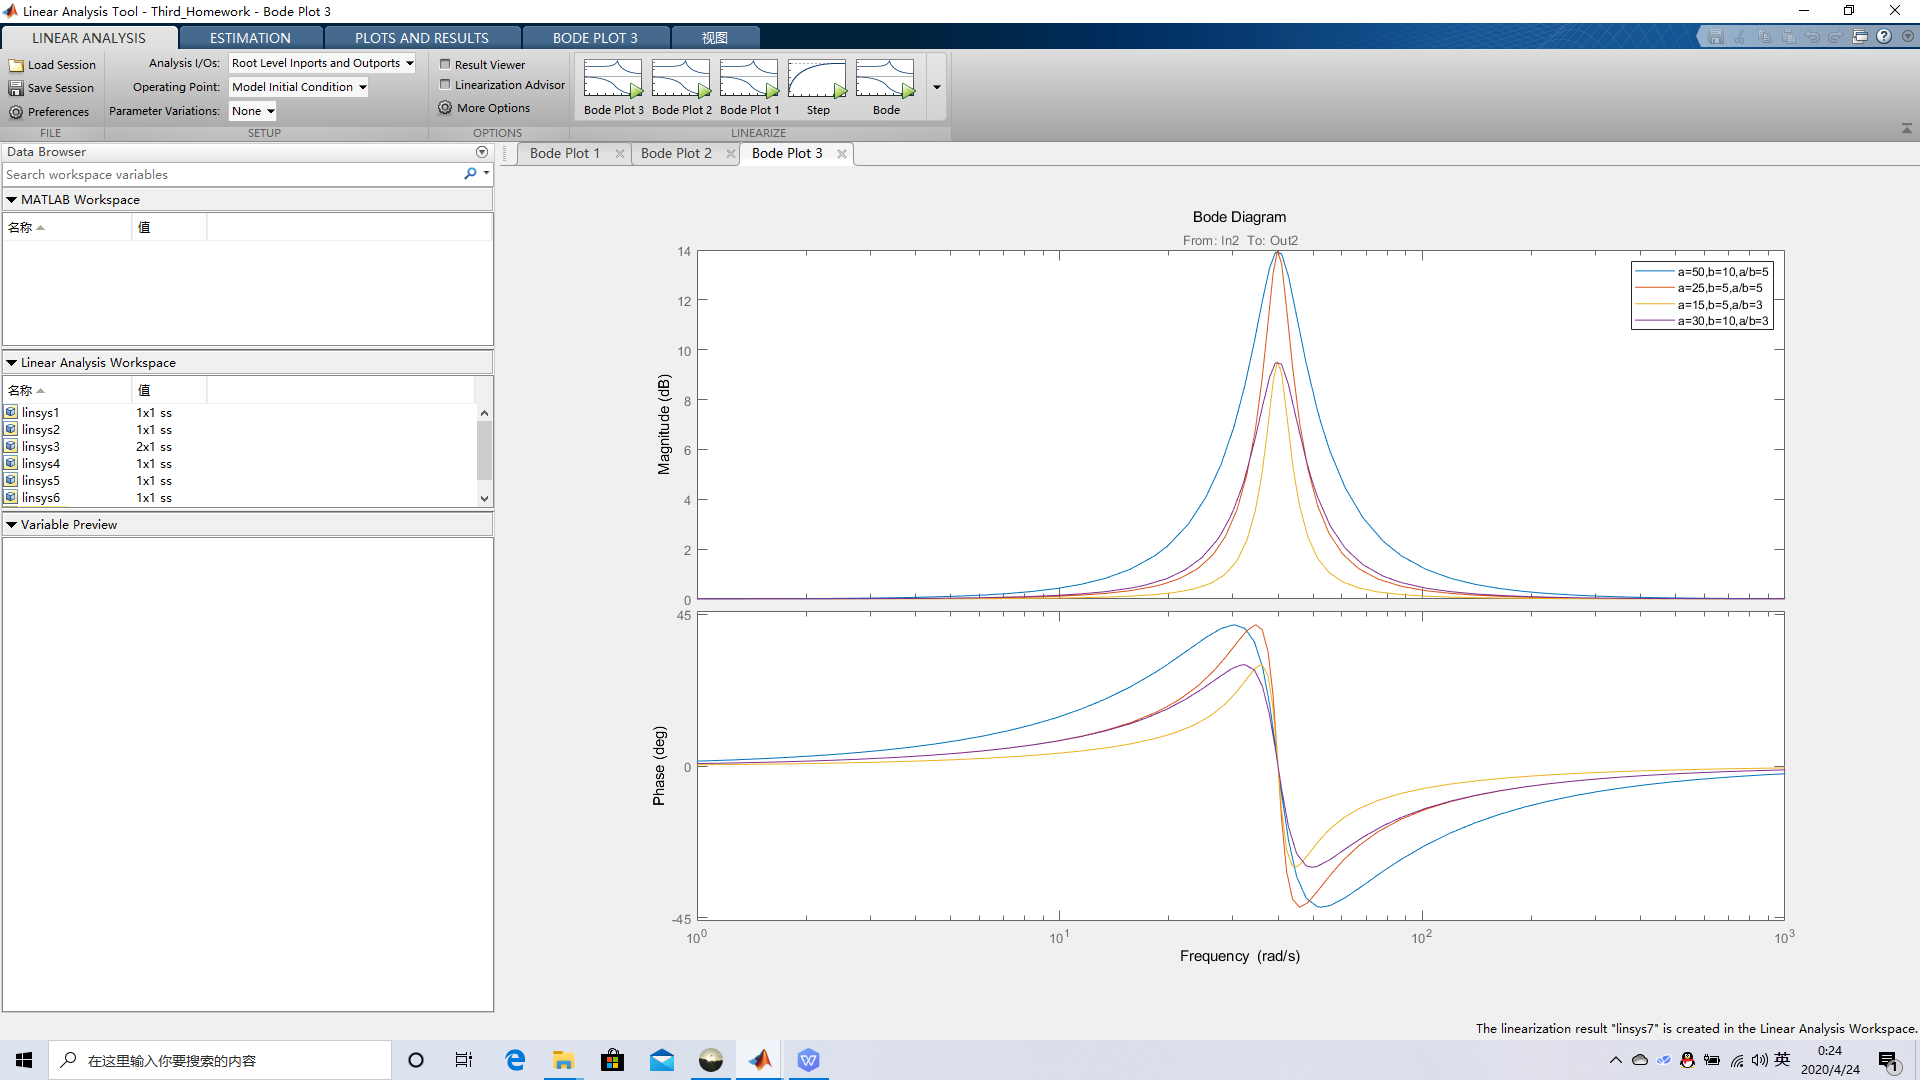 Linear Analysis Tool - Third_Homework - Bode Plot 3
LINEAR ANALYSIS ESTIMATION PLOTS AND RESULTS BODE PLOT 3 视图
Load Session
Save Session
Preferences
FILE
Analysis I/Os: Root Level Inports and Outports
Operating Point: Model Initial Condition
Parameter Variations: None
SETUP
Result Viewer
Linearization Advisor
More Options
OPTIONS
Bode Plot 3 Bode Plot 2 Bode Plot 1 Step Bode
LINEARIZE
Data Browser
Search workspace variables
MATLAB Workspace
名称 值
Linear Analysis Workspace
名称 值
linsys1 1x1 ss
linsys2 1x1 ss
linsys3 2x1 ss
linsys4 1x1 ss
linsys5 1x1 ss
linsys6 1x1 ss
Variable Preview
Bode Plot 1 Bode Plot 2 Bode Plot 3
Bode Diagram
From: In2 To: Out2
a=50,b=10,a/b=5
a=25,b=5,a/b=5
a=15,b=5,a/b=3
a=30,b=10,a/b=3
Magnitude (dB)
14
12
10
8
6
4
2
0
Phase (deg)
45
0
-45
10^0 10^1 10^2 10^3
Frequency (rad/s)
The linearization result "linsys7" is created in the Linear Analysis Workspace.
在这里输入你要搜索的内容
英
0:24
2020/4/24
1